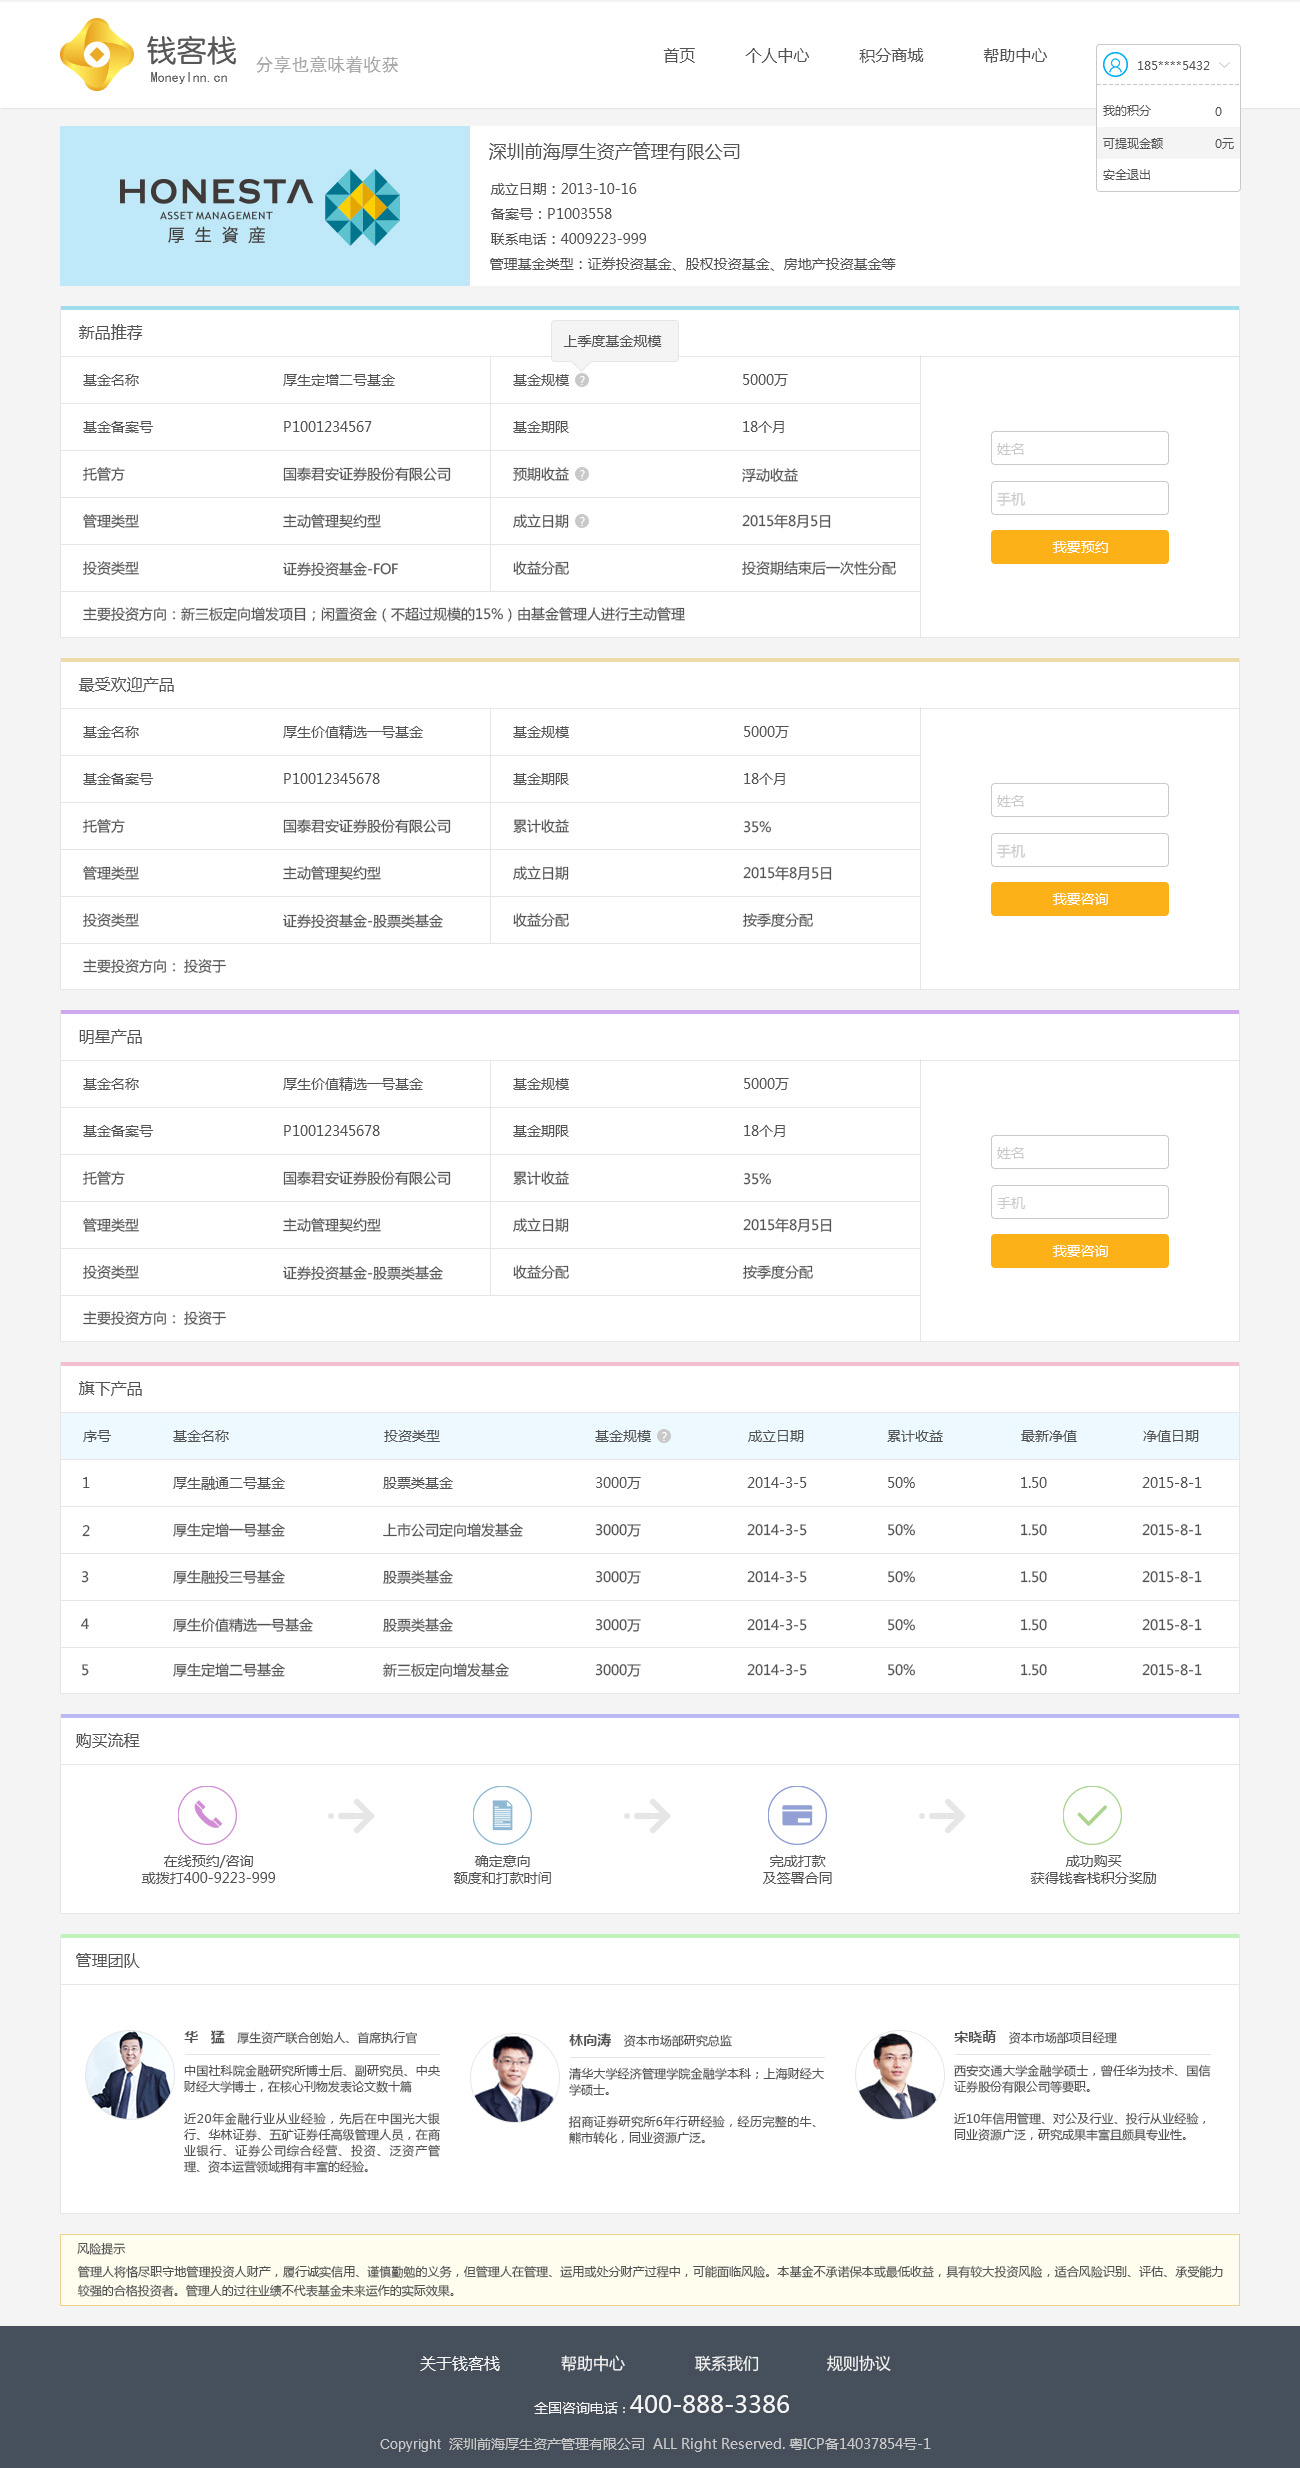 钱客栈
MoneyInn.cn
分享也意味着收获
首页 个人中心 积分商城 帮助中心
185****5432
我的积分 0
可提现金额 0元
安全退出
HONESTA
ASSET MANAGEMENT
厚生資産
深圳前海厚生资产管理有限公司
成立日期：2013-10-16
备案号：P1003558
联系电话：4009223-999
管理基金类型：证券投资基金、股权投资基金、房地产投资基金等
新品推荐
上季度基金规模
基金名称 厚生定增二号基金 基金规模 ? 5000万
基金备案号 P1001234567 基金期限 18个月
托管方 国泰君安证券股份有限公司 预期收益 ? 浮动收益
管理类型 主动管理契约型 成立日期 ? 2015年8月5日
投资类型 证券投资基金-FOF 收益分配 投资期结束后一次性分配
主要投资方向：新三板定向增发项目；闲置资金（不超过规模的15%）由基金管理人进行主动管理
姓名
手机
我要预约
最受欢迎产品
基金名称 厚生价值精选一号基金 基金规模 5000万
基金备案号 P10012345678 基金期限 18个月
托管方 国泰君安证券股份有限公司 累计收益 35%
管理类型 主动管理契约型 成立日期 2015年8月5日
投资类型 证券投资基金-股票类基金 收益分配 按季度分配
主要投资方向： 投资于
姓名
手机
我要咨询
明星产品
基金名称 厚生价值精选一号基金 基金规模 5000万
基金备案号 P10012345678 基金期限 18个月
托管方 国泰君安证券股份有限公司 累计收益 35%
管理类型 主动管理契约型 成立日期 2015年8月5日
投资类型 证券投资基金-股票类基金 收益分配 按季度分配
主要投资方向： 投资于
姓名
手机
我要咨询
旗下产品
序号 基金名称 投资类型 基金规模 ? 成立日期 累计收益 最新净值 净值日期
1 厚生融通二号基金 股票类基金 3000万 2014-3-5 50% 1.50 2015-8-1
2 厚生定增一号基金 上市公司定向增发基金 3000万 2014-3-5 50% 1.50 2015-8-1
3 厚生融投三号基金 股票类基金 3000万 2014-3-5 50% 1.50 2015-8-1
4 厚生价值精选一号基金 股票类基金 3000万 2014-3-5 50% 1.50 2015-8-1
5 厚生定增二号基金 新三板定向增发基金 3000万 2014-3-5 50% 1.50 2015-8-1
购买流程
在线预约/咨询 确定意向 完成打款 成功购买
或拨打400-9223-999 额度和打款时间 及签署合同 获得钱客栈积分奖励
管理团队
华 猛 厚生资产联合创始人、首席执行官
中国社科院金融研究所博士后、副研究员、中央
财经大学博士，在核心刊物发表论文数十篇
近20年金融行业从业经验，先后在中国光大银
行、华林证券、五矿证券任高级管理人员，在商
业银行、证券公司综合经营、投资、泛资产管
理、资本运营领域拥有丰富的经验。
林向涛 资本市场部研究总监
清华大学经济管理学院金融学本科；上海财经大
学硕士。
招商证券研究所6年行研经验，经历完整的牛、
熊市转化，同业资源广泛。
宋晓萌 资本市场部项目经理
西安交通大学金融学硕士，曾任华为技术、国信
证券股份有限公司等要职。
近10年信用管理、对公及行业、投行从业经验，
同业资源广泛，研究成果丰富且颇具专业性。
风险提示
管理人将恪尽职守地管理投资人财产，履行诚实信用、谨慎勤勉的义务，但管理人在管理、运用或处分财产过程中，可能面临风险。本基金不承诺保本或最低收益，具有较大投资风险，适合风险识别、评估、承受能力
较强的合格投资者。管理人的过往业绩不代表基金未来运作的实际效果。
关于钱客栈 帮助中心 联系我们 规则协议
全国咨询电话：400-888-3386
Copyright 深圳前海厚生资产管理有限公司 ALL Right Reserved. 粤ICP备14037854号-1